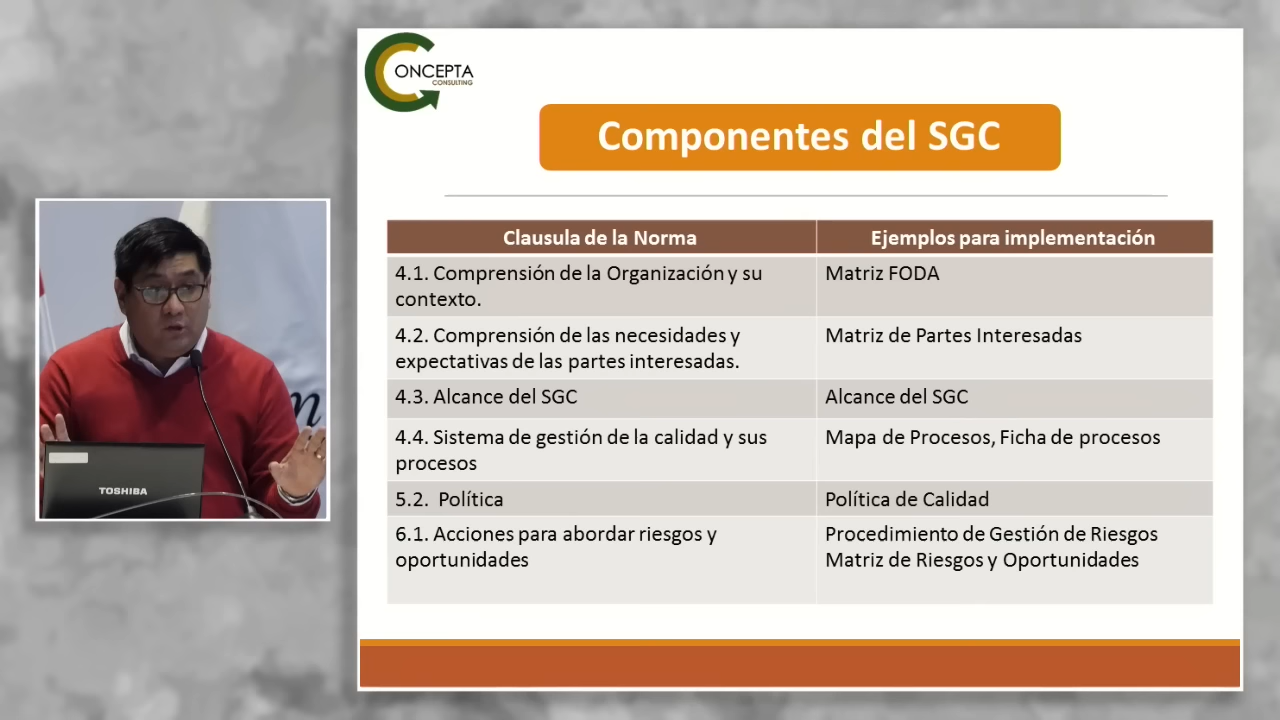 ONCEPTA
CONSULTING
Componentes del SGC
Clausula de la Norma
Ejemplos para implementación
4.1. Comprensión de la Organización y su
contexto.
Matriz FODA
4.2. Comprensión de las necesidades y
expectativas de las partes interesadas.
Matriz de Partes Interesadas
4.3. Alcance del SGC
Alcance del SGC
4.4. Sistema de gestión de la calidad y sus
procesos
Mapa de Procesos, Ficha de procesos
5.2. Política
Política de Calidad
6.1. Acciones para abordar riesgos y
oportunidades
Procedimiento de Gestión de Riesgos
Matriz de Riesgos y Oportunidades
TOSHIBA